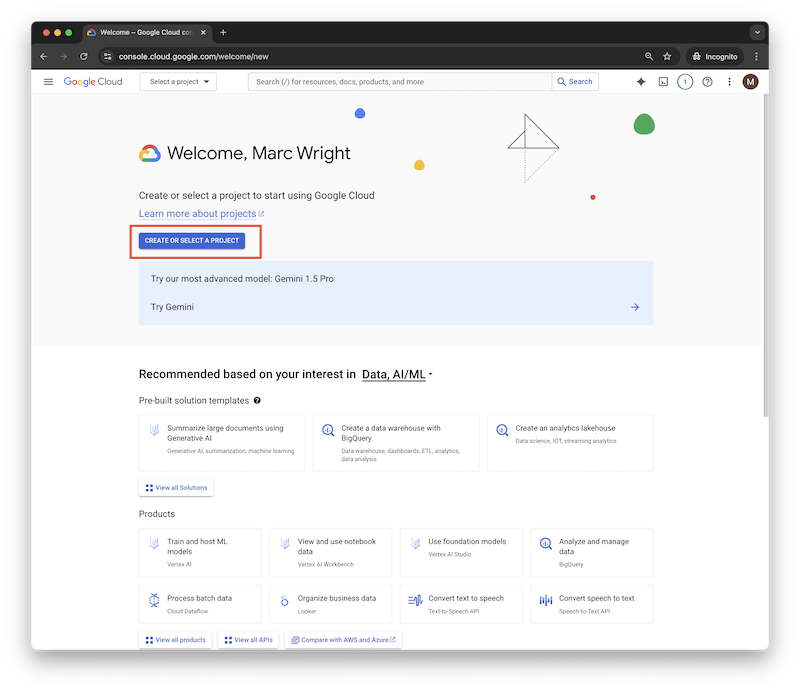 Welcome – Google Cloud con
console.cloud.google.com/welcome/new
Incognito
Google Cloud
Select a project
Search (/) for resources, docs, products, and more
Search
1
M
Welcome, Marc Wright
Create or select a project to start using Google Cloud
Learn more about projects
CREATE OR SELECT A PROJECT
Try our most advanced model: Gemini 1.5 Pro
Try Gemini
Recommended based on your interest in Data, AI/ML
Pre-built solution templates
Summarize large documents using
Generative AI
Generative AI, summarization, machine learning
Create a data warehouse with
BigQuery
Data warehouse, dashboards, ETL, analytics,
data analysis
Create an analytics lakehouse
Data science, IOT, streaming analytics
View all Solutions
Products
Train and host ML
models
Vertex AI
View and use notebook
data
Vertex AI Workbench
Use foundation models
Vertex AI Studio
Analyze and manage
data
BigQuery
Process batch data
Cloud Dataflow
Organize business data
Looker
Convert text to speech
Text-to-Speech API
Convert speech to text
Speech-to-Text API
View all products
View all APIs
Compare with AWS and Azure